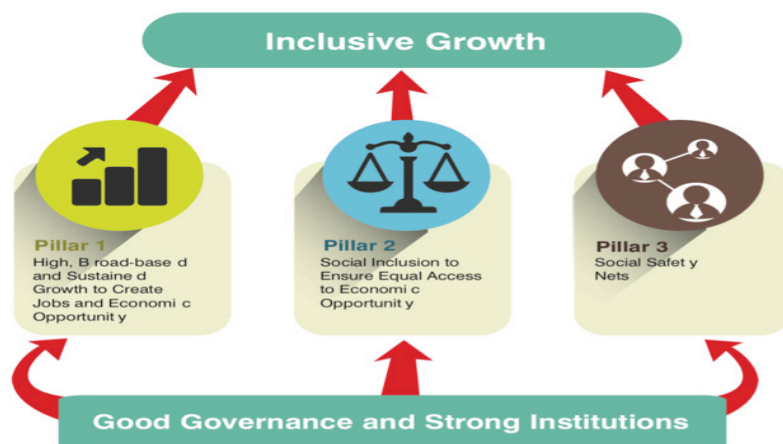 Inclusive Growth
Pillar 1
High, B road-base d
and Sustaine d
Growth to Create
Jobs and Economi c
Opportunit y
Pillar 2
Social Inclusion to
Ensure Equal Access
to Economi c
Opportunit y
Pillar 3
Social Safet y
Nets
Good Governance and Strong Institutions